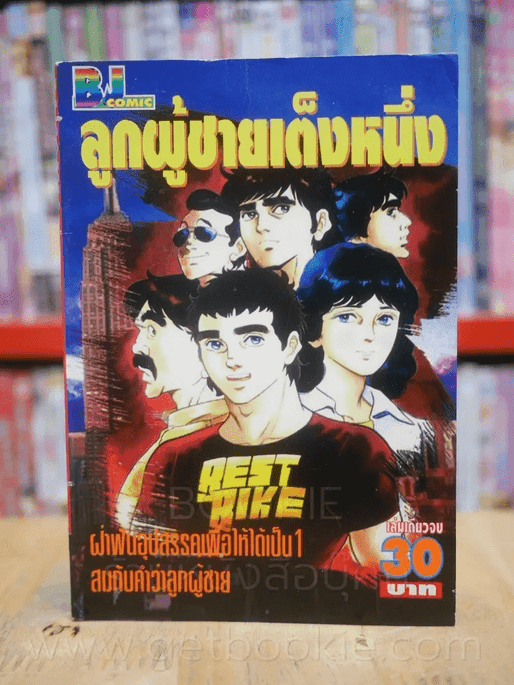 BJ
COMIC
ลูกผู้ชายเต็งหนึ่ง
REST
RIKE
ฝ่าฟันอุปสรรคเพื่อให้ได้เป็น 1
สมกับคำว่าลูกผู้ชาย
เล่มเดียวจบ
30
บาท
www.getbookie.com